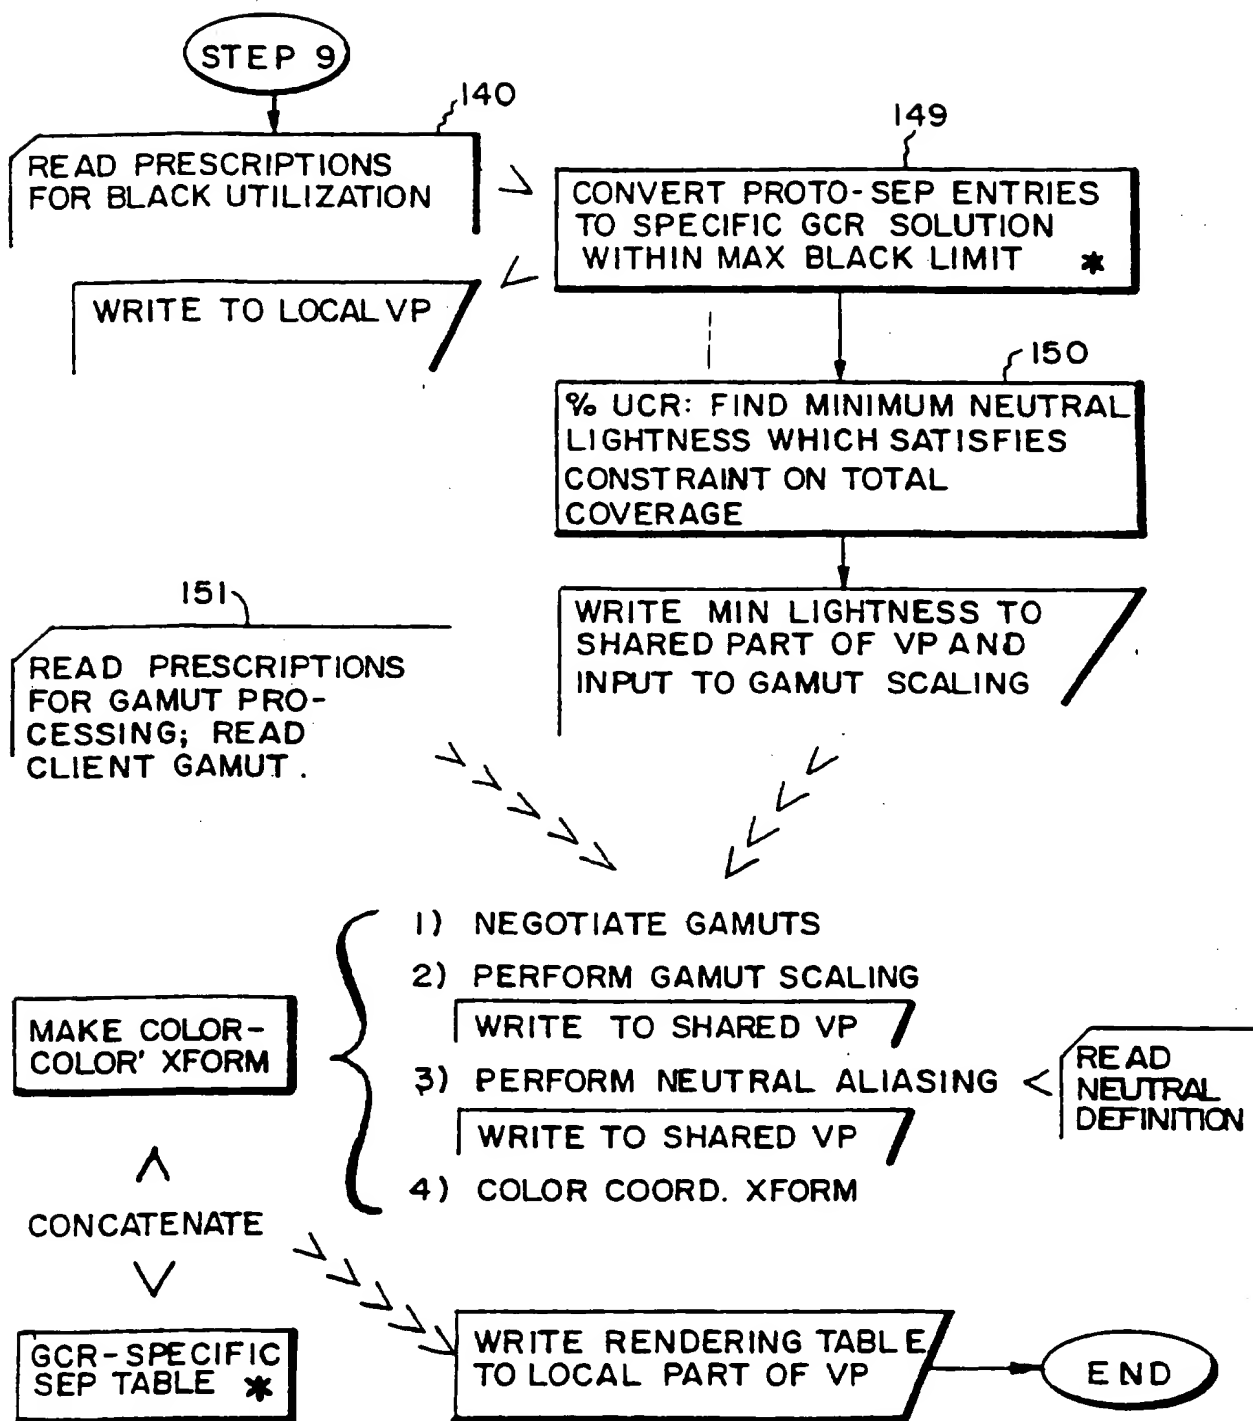 STEP 9
140
READ PRESCRIPTIONS
FOR BLACK UTILIZATION
149
CONVERT PROTO-SEP ENTRIES
TO SPECIFIC GCR SOLUTION
WITHIN MAX BLACK LIMIT *
WRITE TO LOCAL VP
150
% UCR: FIND MINIMUM NEUTRAL
LIGHTNESS WHICH SATISFIES
CONSTRAINT ON TOTAL
COVERAGE
WRITE MIN LIGHTNESS TO
SHARED PART OF VP AND
INPUT TO GAMUT SCALING
151
READ PRESCRIPTIONS
FOR GAMUT PRO-
CESSING; READ
CLIENT GAMUT.
MAKE COLOR-
COLOR' XFORM
1) NEGOTIATE GAMUTS
2) PERFORM GAMUT SCALING
WRITE TO SHARED VP
3) PERFORM NEUTRAL ALIASING
READ
NEUTRAL
DEFINITION
WRITE TO SHARED VP
4) COLOR COORD. XFORM
CONCATENATE
GCR-SPECIFIC
SEP TABLE *
WRITE RENDERING TABLE
TO LOCAL PART OF VP
END